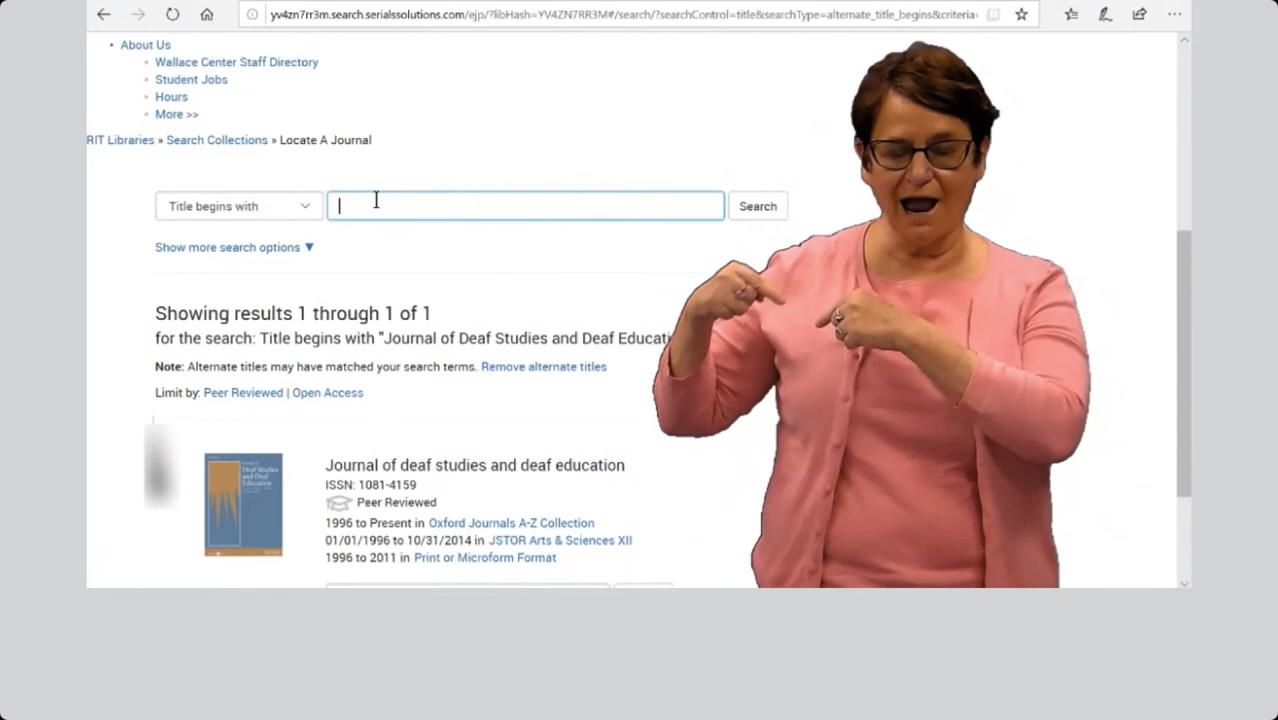 yv4zn7rr3m.search.serialssolutions.com/ejp/?libHash=YV4ZN7RR3M#/search/?searchControl=title&searchType=alternate_title_begins&criteria=
About Us
Wallace Center Staff Directory
Student Jobs
Hours
More >>
RIT Libraries » Search Collections » Locate A Journal
Title begins with
Search
Show more search options ▼
Showing results 1 through 1 of 1
for the search: Title begins with "Journal of Deaf Studies and Deaf Educati
Note: Alternate titles may have matched your search terms. Remove alternate titles
Limit by: Peer Reviewed | Open Access
Deaf Studies
and Deaf
Education
Journal of deaf studies and deaf education
ISSN: 1081-4159
Peer Reviewed
1996 to Present in Oxford Journals A-Z Collection
01/01/1996 to 10/31/2014 in JSTOR Arts & Sciences XII
1996 to 2011 in Print or Microform Format